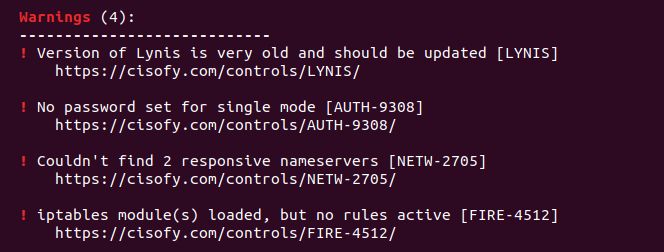 Warnings (4):
----------------------------
! Version of Lynis is very old and should be updated [LYNIS]
https://cisofy.com/controls/LYNIS/
! No password set for single mode [AUTH-9308]
https://cisofy.com/controls/AUTH-9308/
! Couldn't find 2 responsive nameservers [NETW-2705]
https://cisofy.com/controls/NETW-2705/
! iptables module(s) loaded, but no rules active [FIRE-4512]
https://cisofy.com/controls/FIRE-4512/